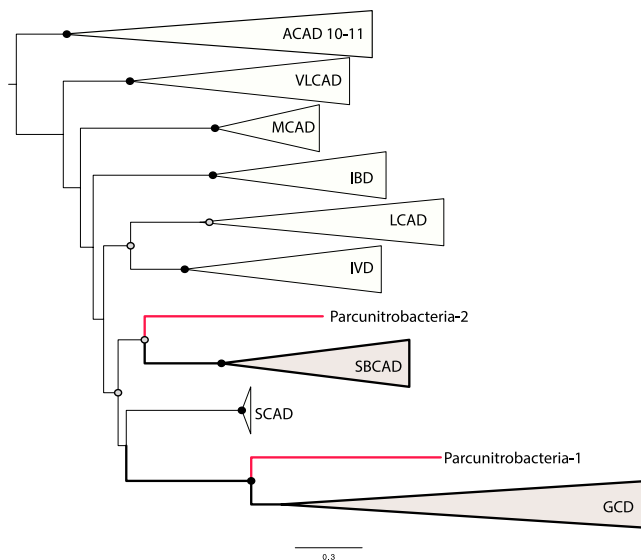 ACAD 10-11
VLCAD
MCAD
IBD
LCAD
IVD
Parcunitrobacteria-2
SBCAD
SCAD
Parcunitrobacteria-1
GCD
0.3